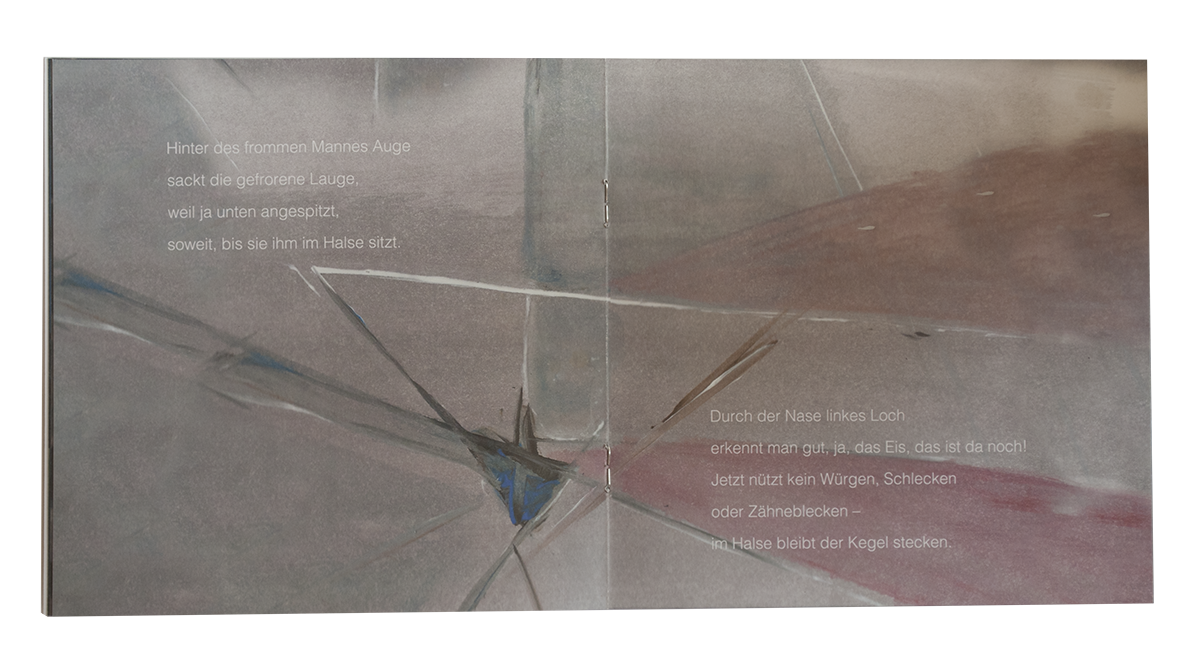 Hinter des frommen Mannes Auge
sackt die gefrorene Lauge,
weil ja unten angespitzt,
soweit, bis sie ihm im Halse sitzt.
Durch der Nase linkes Loch
erkennt man gut, ja, das Eis, das ist da noch!
Jetzt nützt kein Würgen, Schlecken
oder Zähneblecken –
im Halse bleibt der Kegel stecken.